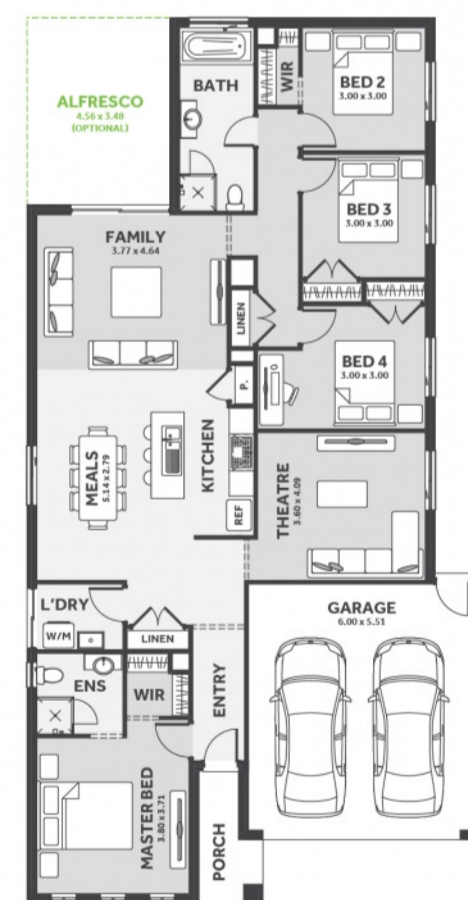 BATH
WIR
BED 2
3.00 x 3.00
ALFRESCO
4.56 x 3.48
(OPTIONAL)
BED 3
3.00 x 3.00
FAMILY
3.77 x 4.64
LINEN
BED 4
3.00 x 3.00
P.
KITCHEN
MEALS
5.14 x 2.79
REF
THEATRE
3.60 x 4.09
L'DRY
W/M
LINEN
GARAGE
6.00 x 5.51
ENS
WIR
ENTRY
MASTER BED
3.80 x 3.71
PORCH